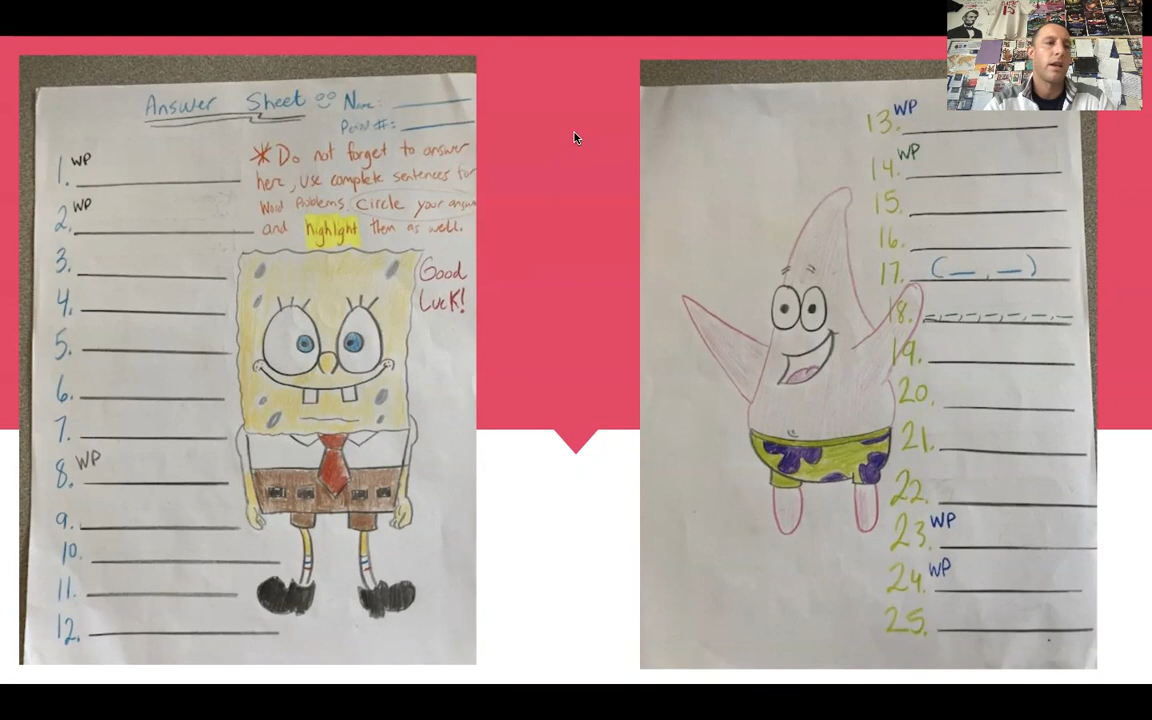 Answer Sheet Name:
Period #:
* Do not forget to answer
here, use complete sentences for
Word Problems. Circle your answ
and highlight them as well.
Good
Luck!
1. WP
2. WP
3.
4.
5.
6.
7.
8. WP
9.
10.
11.
12.
13. WP
14. WP
15.
16.
17. ( , )
18.
19.
20.
21.
22.
23. WP
24. WP
25.